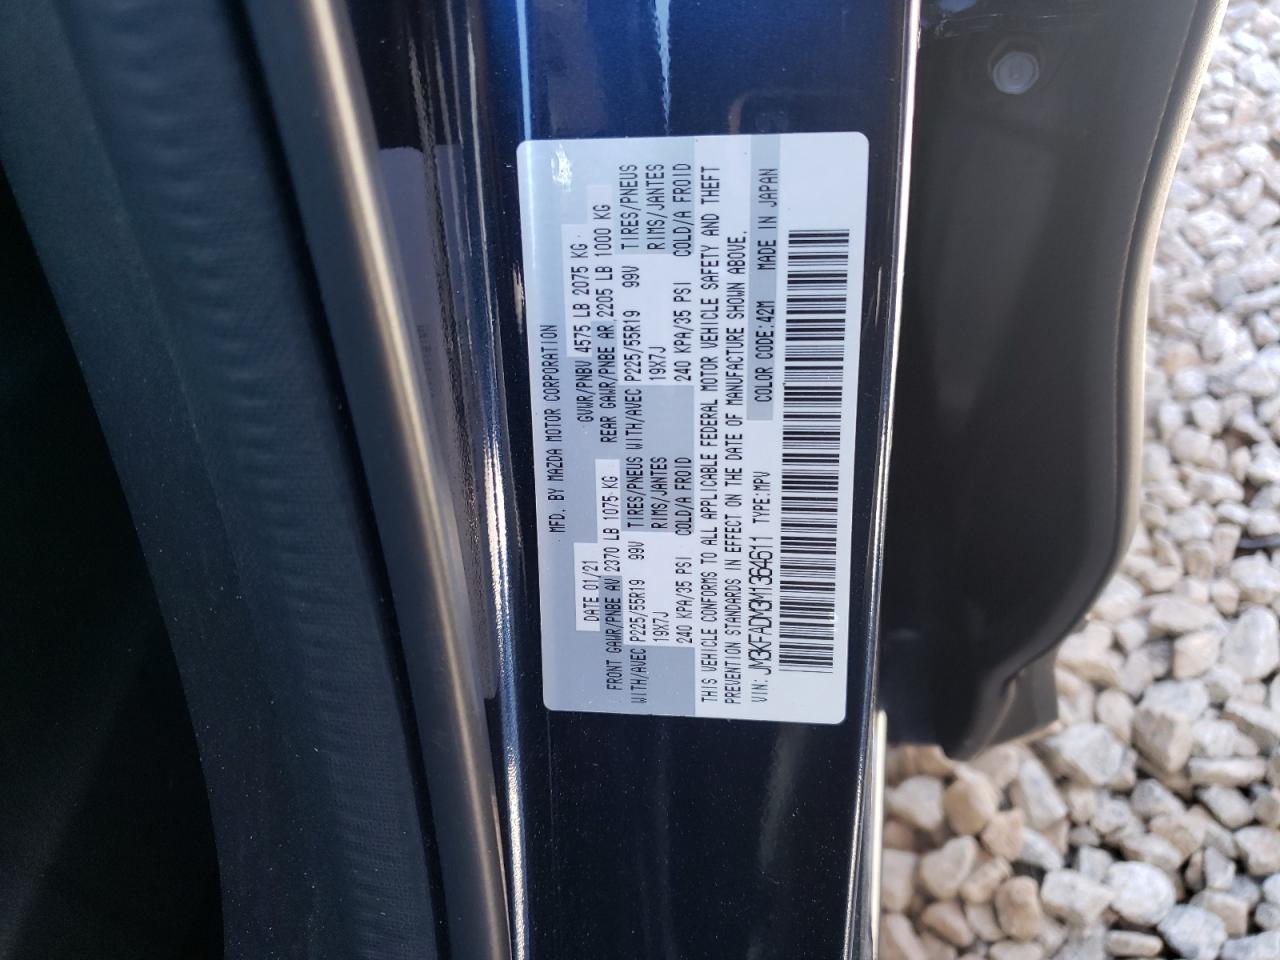 MFD. BY MAZDA MOTOR CORPORATION
DATE 01/21 GVWR/PNBV 4575 LB 2075 KG
FRONT GAWR/PNBE AV 2370 LB 1075 KG REAR GAWR/PNBE AR 2205 LB 1000 KG
WITH/AVEC P225/55R19 99V TIRES/PNEUS WITH/AVEC P225/55R19 99V TIRES/PNEUS
19X7J RIMS/JANTES 19X7J RIMS/JANTES
240 KPA/35 PSI COLD/A FROID 240 KPA/35 PSI COLD/A FROID
THIS VEHICLE CONFORMS TO ALL APPLICABLE FEDERAL MOTOR VEHICLE SAFETY AND THEFT
PREVENTION STANDARDS IN EFFECT ON THE DATE OF MANUFACTURE SHOWN ABOVE.
VIN: JM3KFADM3M1364611 TYPE:MPV COLOR CODE:42M MADE IN JAPAN